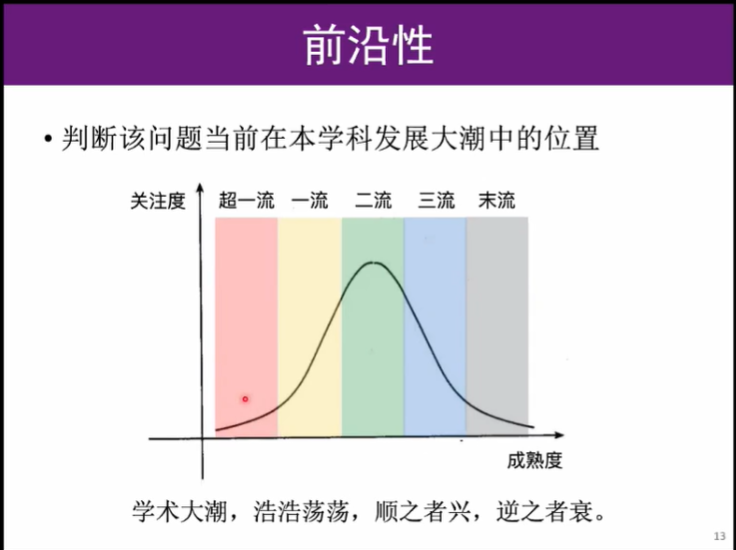 前沿性
• 判断该问题当前在本学科发展大潮中的位置
关注度
超一流 一流 二流 三流 末流
成熟度
学术大潮，浩浩荡荡，顺之者兴，逆之者衰。
13